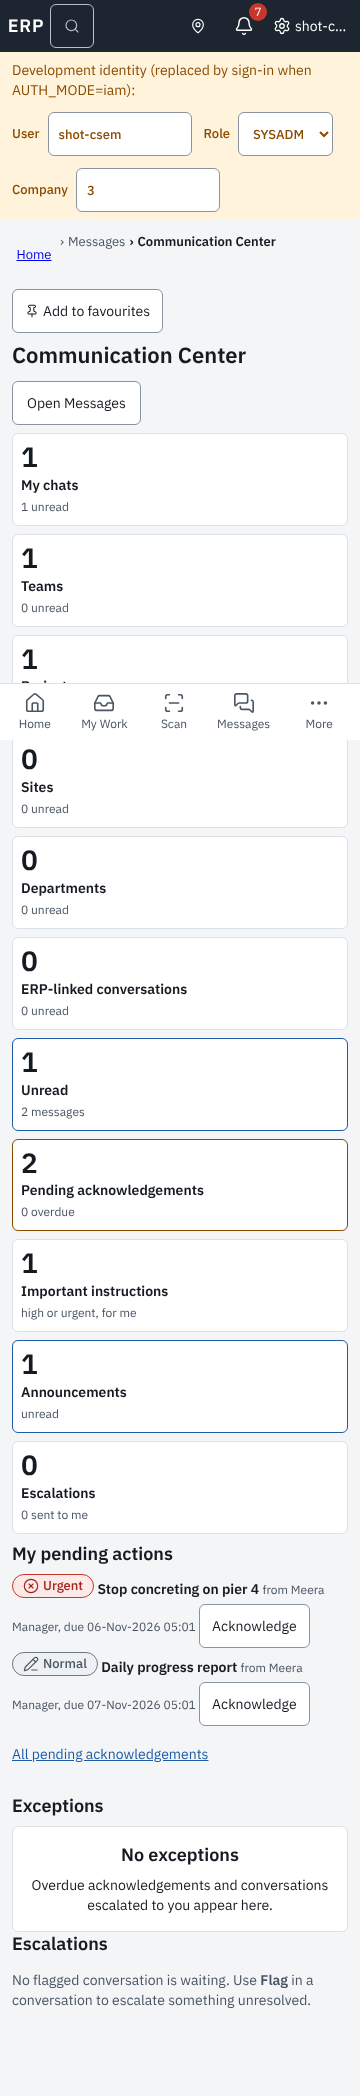 ERP
7
shot-c...
Development identity (replaced by sign-in when
AUTH_MODE=iam):
User shot-csem Role SYSADM
Company 3
Home › Messages › Communication Center
Add to favourites
Communication Center
Open Messages
1
My chats
1 unread
1
Teams
0 unread
1
Home My Work Scan Messages More
0
Sites
0 unread
0
Departments
0 unread
0
ERP-linked conversations
0 unread
1
Unread
2 messages
2
Pending acknowledgements
0 overdue
1
Important instructions
high or urgent, for me
1
Announcements
unread
0
Escalations
0 sent to me
My pending actions
Urgent Stop concreting on pier 4 from Meera
Manager, due 06-Nov-2026 05:01 Acknowledge
Normal Daily progress report from Meera
Manager, due 07-Nov-2026 05:01 Acknowledge
All pending acknowledgements
Exceptions
No exceptions
Overdue acknowledgements and conversations
escalated to you appear here.
Escalations
No flagged conversation is waiting. Use Flag in a
conversation to escalate something unresolved.